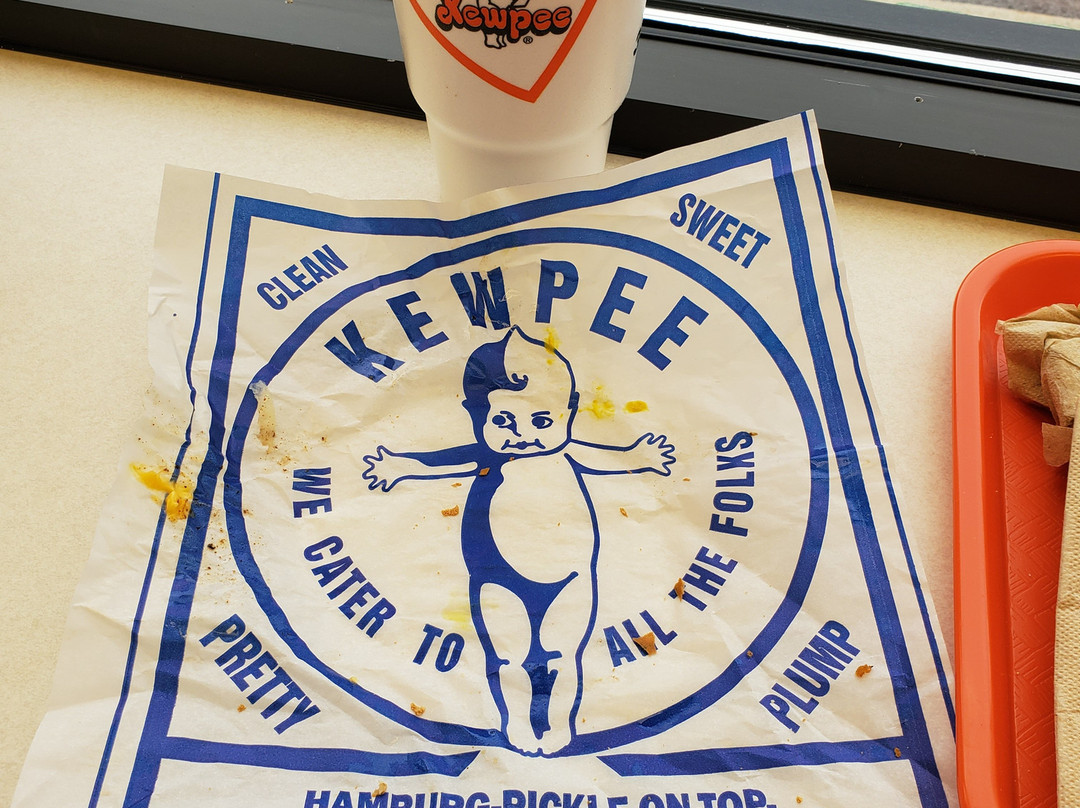 Kewpee®
CLEAN
SWEET
KEWPEE
WE CATER TO ALL THE FOLKS
PRETTY
PLUMP
HAMBURG-PICKLE ON TOP-